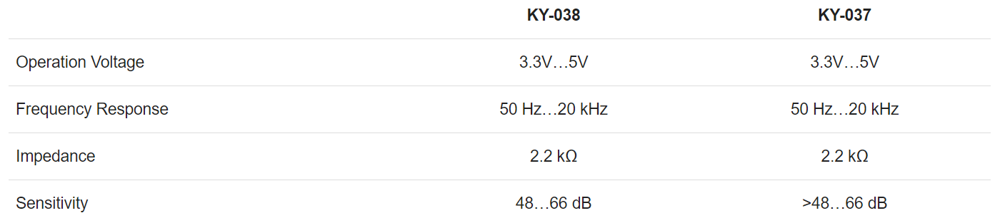 KY-038 KY-037
Operation Voltage 3.3V…5V 3.3V…5V
Frequency Response 50 Hz…20 kHz 50 Hz…20 kHz
Impedance 2.2 kΩ 2.2 kΩ
Sensitivity 48…66 dB >48…66 dB